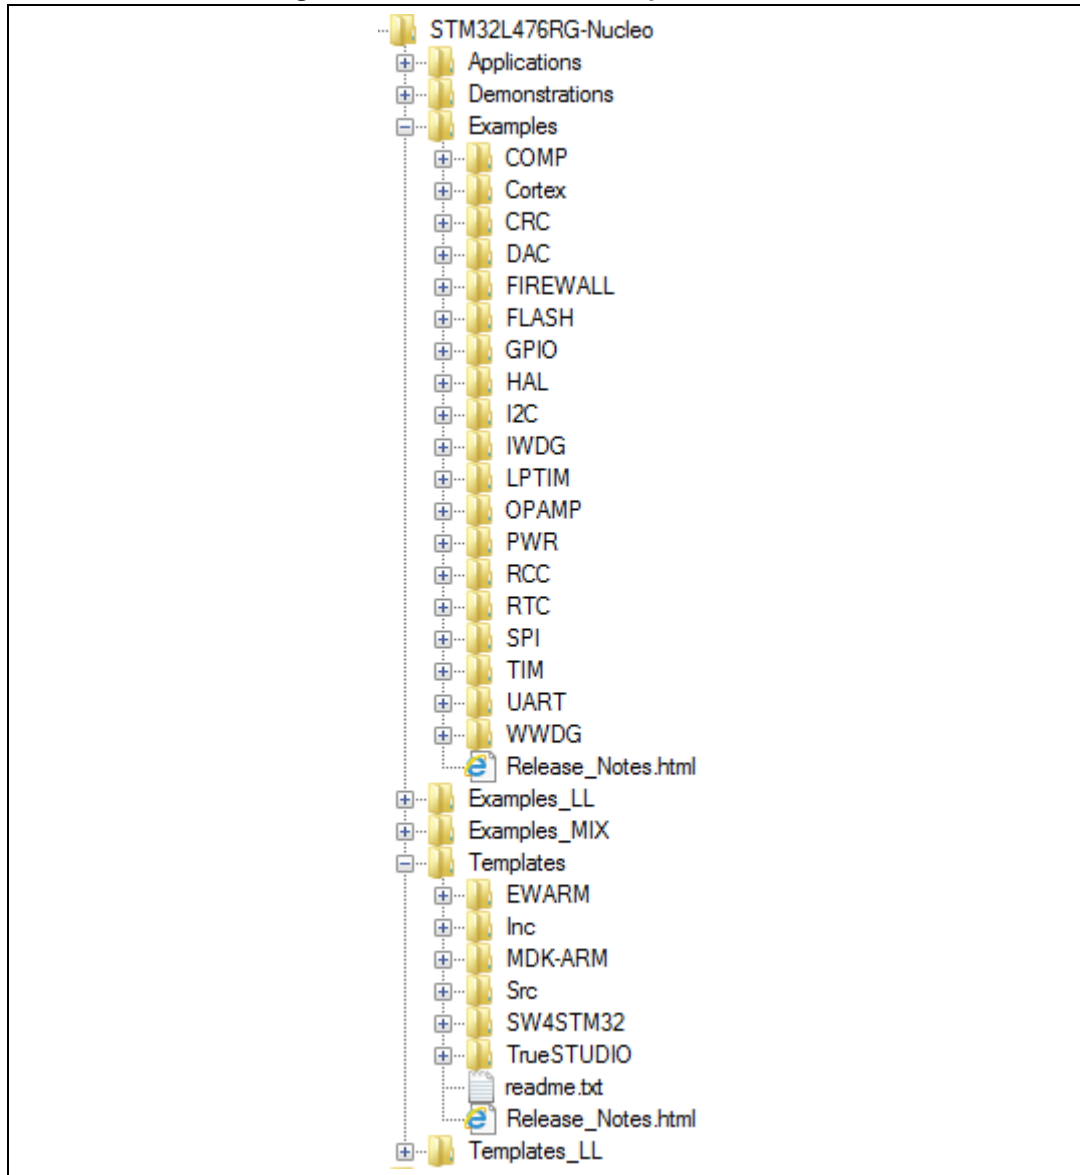 STM32L476RG-Nucleo
Applications
Demonstrations
Examples
COMP
Cortex
CRC
DAC
FIREWALL
FLASH
GPIO
HAL
I2C
IWDG
LPTIM
OPAMP
PWR
RCC
RTC
SPI
TIM
UART
WWDG
Release_Notes.html
Examples_LL
Examples_MIX
Templates
EWARM
Inc
MDK-ARM
Src
SW4STM32
TrueSTUDIO
readme.txt
Release_Notes.html
Templates_LL